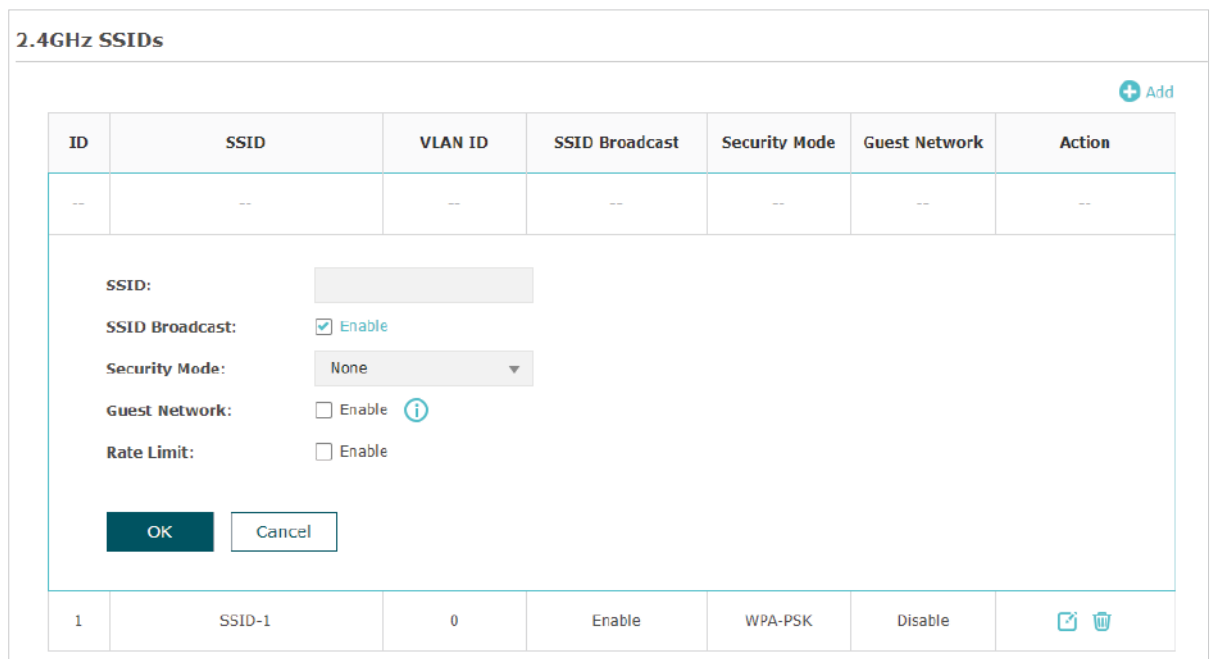 2.4GHz SSIDs
Add
ID SSID VLAN ID SSID Broadcast Security Mode Guest Network Action
-- -- -- -- -- -- --
SSID:
SSID Broadcast: Enable
Security Mode: None
Guest Network: Enable
Rate Limit: Enable
OK Cancel
1 SSID-1 0 Enable WPA-PSK Disable